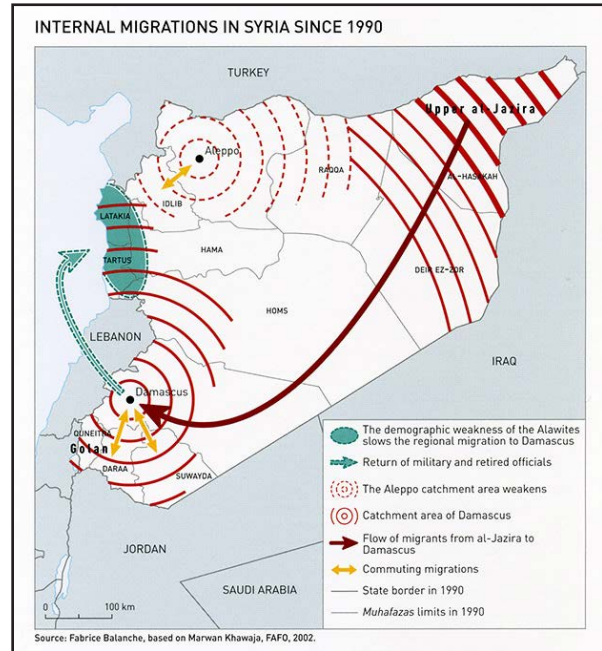 INTERNAL MIGRATIONS IN SYRIA SINCE 1990
TURKEY
Upper al-Jazira
Aleppo
RAQQA
AL-HASAKAH
IDLIB
LATAKIA
TARTUS
HAMA
DEIR EZ-ZOR
HOMS
LEBANON
IRAQ
Damascus
QUNEITRA
Golan
DARAA
SUWAYDA
JORDAN
SAUDI ARABIA
0 100 km
The demographic weakness of the Alawites
slows the regional migration to Damascus
Return of military and retired officials
The Aleppo catchment area weakens
Catchment area of Damascus
Flow of migrants from al-Jazira to
Damascus
Commuting migrations
State border in 1990
Muhafazas limits in 1990
Source: Fabrice Balanche, based on Marwan Khawaja, FAFO, 2002.